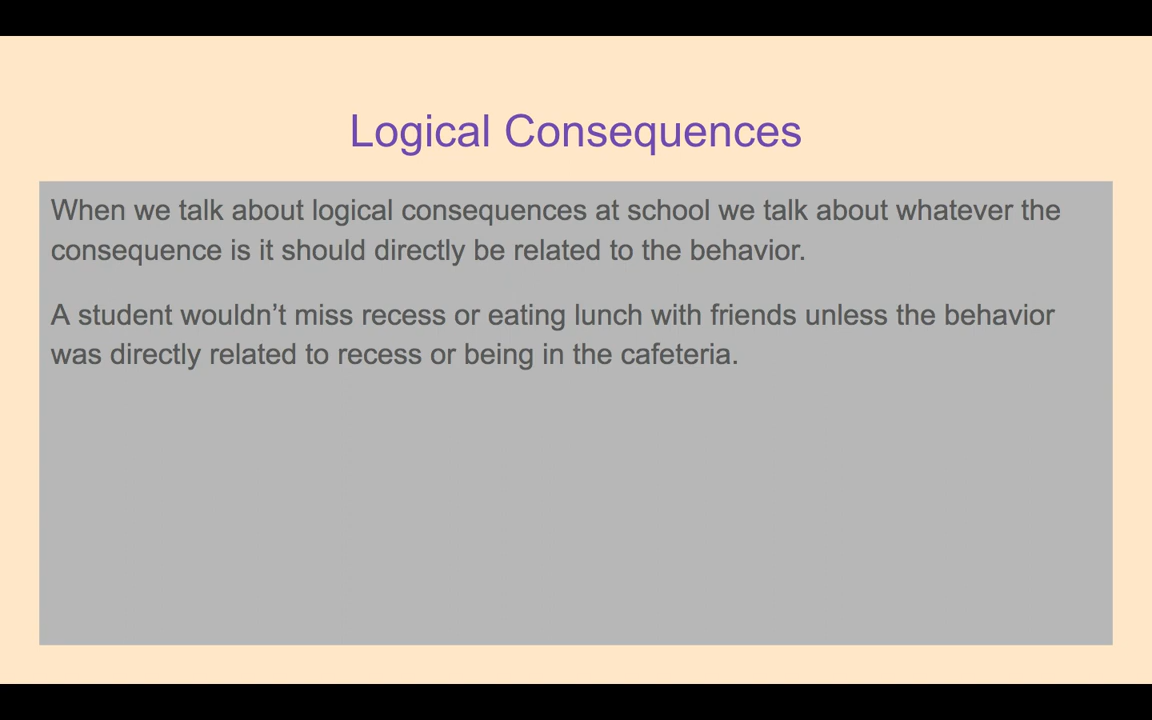 Logical Consequences
When we talk about logical consequences at school we talk about whatever the
consequence is it should directly be related to the behavior.
A student wouldn’t miss recess or eating lunch with friends unless the behavior
was directly related to recess or being in the cafeteria.